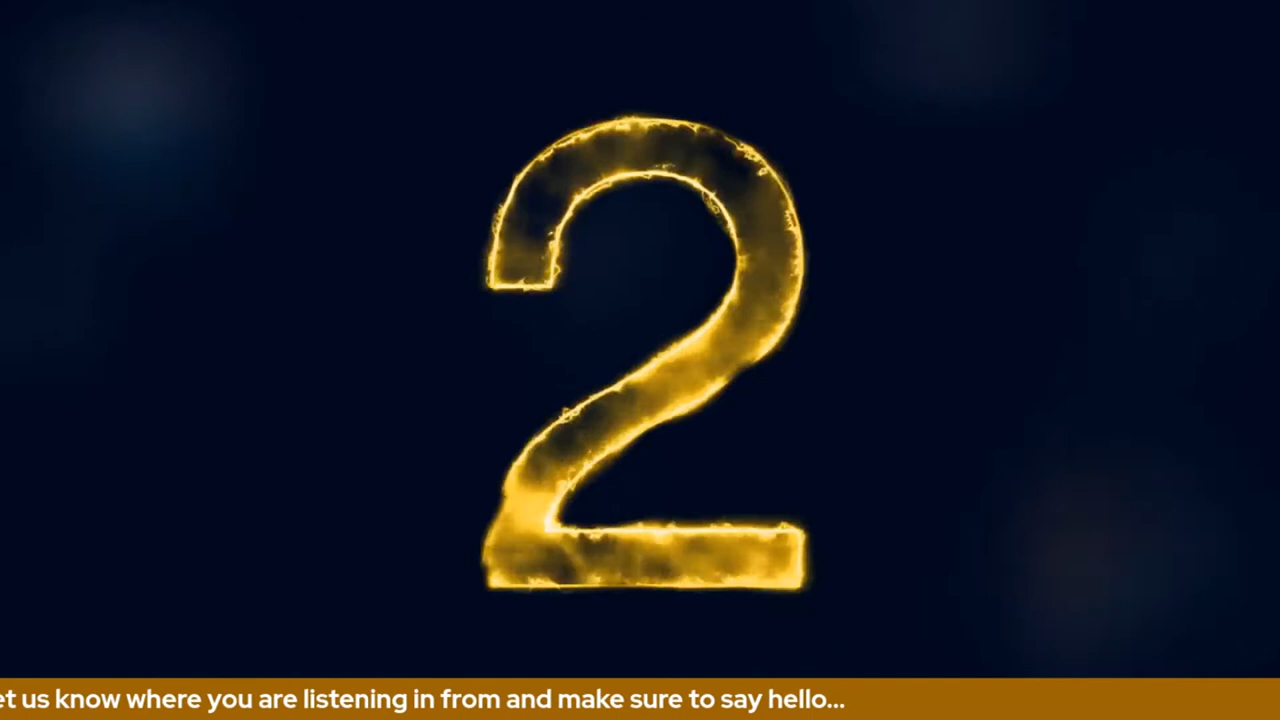 2
et us know where you are listening in from and make sure to say hello...